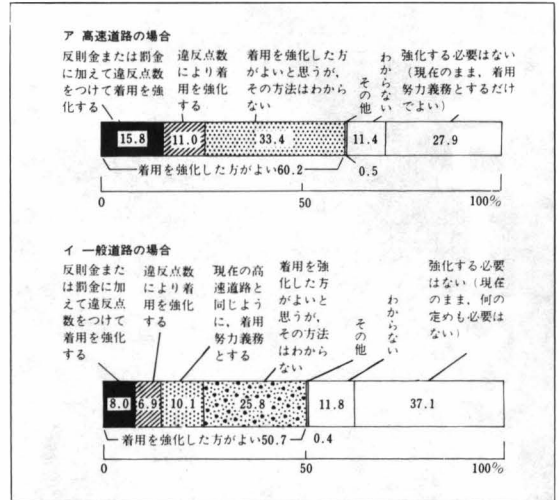 ア 高速道路の場合
反則金または罰金
に加えて違反点数
をつけて着用を強
化する
違反点数
により着
用を強化
する
着用を強化した方
がよいと思うが,
その方法はわから
ない
その他
わからない
強化する必要はない
(現在のまま,着用
努力義務とするだけ
でよい)
15.8
11.0
33.4
11.4
27.9
着用を強化した方がよい60.2
0.5
0
50
100%
イ 一般道路の場合
反則金また
は罰金に加
えて違反点
数をつけて
着用を強化
する
違反点数
により着
用を強化
する
現在の高
速道路と
同じよう
に,着用
努力義務
とする
着用を強
化した方
がよいと
思うが,
その方法
はわから
ない
その他
わからない
強化する必要
はない(現在
のまま,何の
定めも必要は
ない)
8.0
6.9
10.1
25.8
11.8
37.1
着用を強化した方がよい50.7
0.4
0
50
100%